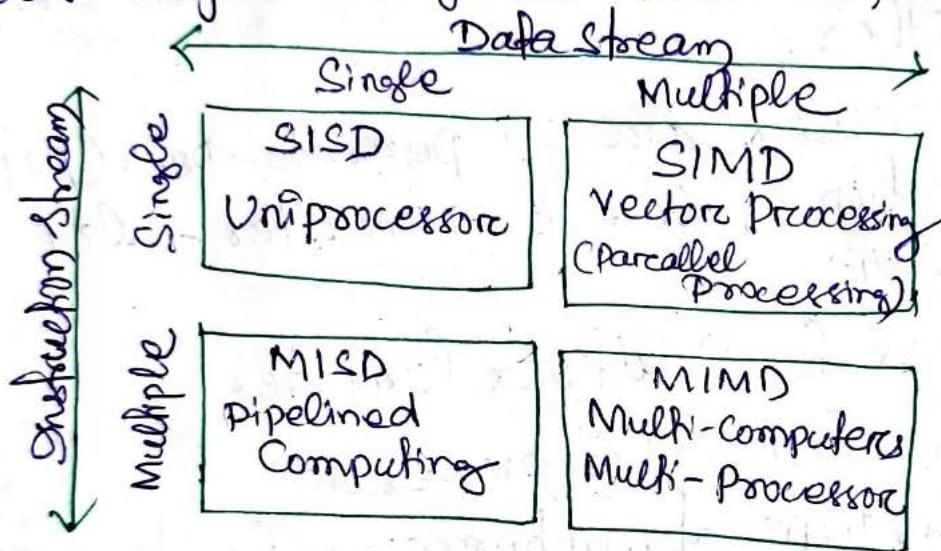 Data Stream
Single
Multiple
Instruction Stream
Single
SISD
Uniprocessor
SIMD
Vector Processing
(Parallel
Processing)
Multiple
MISD
Pipelined
Computing
MIMD
Multi-Computers
Multi-Processor